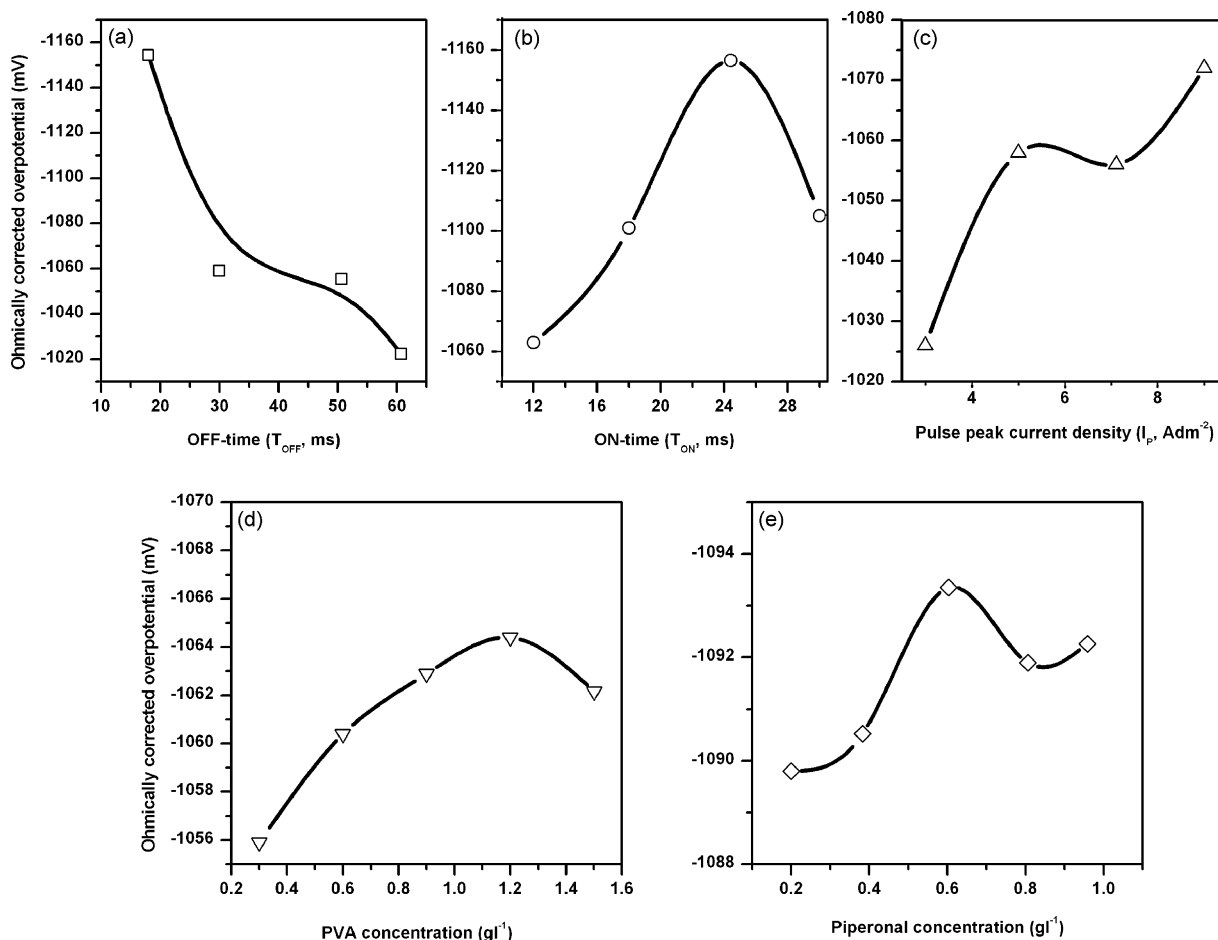 (a)
Ohmically corrected overpotential (mV)
-1160
-1140
-1120
-1100
-1080
-1060
-1040
-1020
10 20 30 40 50 60
OFF-time (T_OFF, ms)
(b)
-1160
-1140
-1120
-1100
-1080
-1060
12 16 20 24 28
ON-time (T_ON, ms)
(c)
-1080
-1070
-1060
-1050
-1040
-1030
-1020
4 6 8
Pulse peak current density (I_P, Adm⁻²)
(d)
Ohmically corrected overpotential (mV)
-1070
-1068
-1066
-1064
-1062
-1060
-1058
-1056
0.2 0.4 0.6 0.8 1.0 1.2 1.4 1.6
PVA concentration (gl⁻¹)
(e)
-1094
-1092
-1090
-1088
0.2 0.4 0.6 0.8 1.0
Piperonal concentration (gl⁻¹)